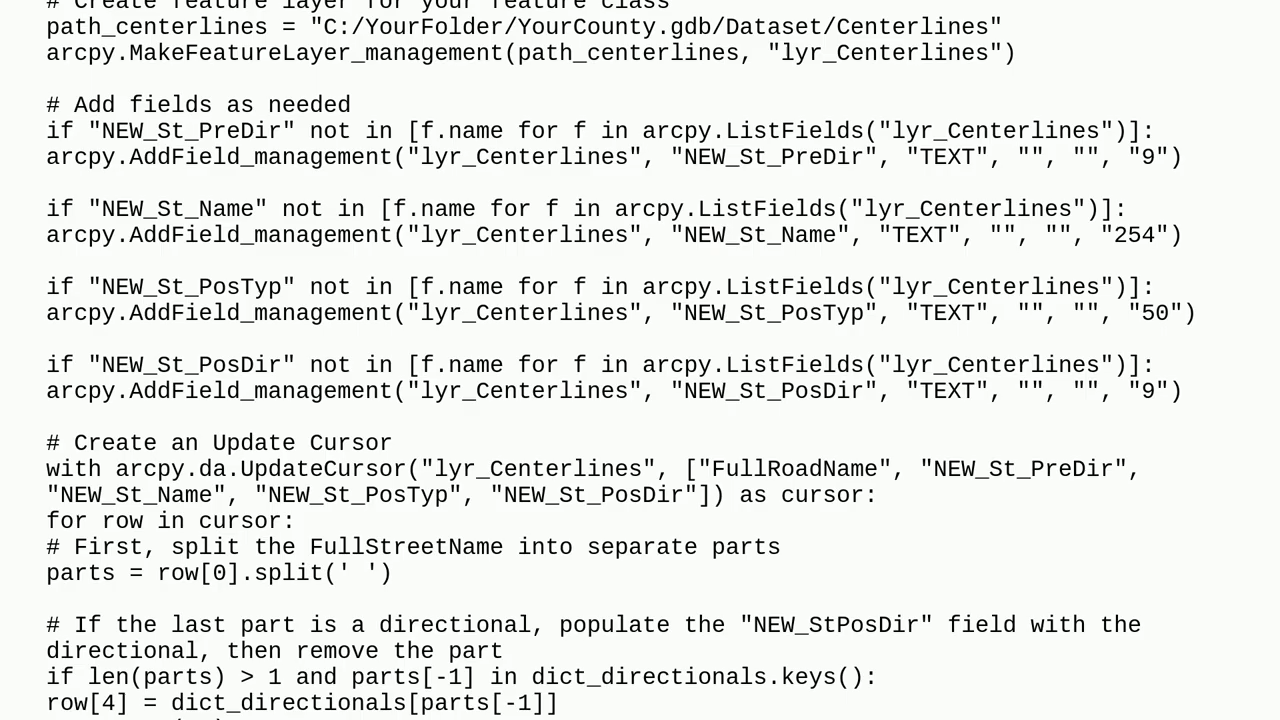 # Create feature layer for your feature class
path_centerlines = "C:/YourFolder/YourCounty.gdb/Dataset/Centerlines"
arcpy.MakeFeatureLayer_management(path_centerlines, "lyr_Centerlines")
# Add fields as needed
if "NEW_St_PreDir" not in [f.name for f in arcpy.ListFields("lyr_Centerlines")]:
arcpy.AddField_management("lyr_Centerlines", "NEW_St_PreDir", "TEXT", "", "", "9")
if "NEW_St_Name" not in [f.name for f in arcpy.ListFields("lyr_Centerlines")]:
arcpy.AddField_management("lyr_Centerlines", "NEW_St_Name", "TEXT", "", "", "254")
if "NEW_St_PosTyp" not in [f.name for f in arcpy.ListFields("lyr_Centerlines")]:
arcpy.AddField_management("lyr_Centerlines", "NEW_St_PosTyp", "TEXT", "", "", "50")
if "NEW_St_PosDir" not in [f.name for f in arcpy.ListFields("lyr_Centerlines")]:
arcpy.AddField_management("lyr_Centerlines", "NEW_St_PosDir", "TEXT", "", "", "9")
# Create an Update Cursor
with arcpy.da.UpdateCursor("lyr_Centerlines", ["FullRoadName", "NEW_St_PreDir",
"NEW_St_Name", "NEW_St_PosTyp", "NEW_St_PosDir"]) as cursor:
for row in cursor:
# First, split the FullStreetName into separate parts
parts = row[0].split(' ')
# If the last part is a directional, populate the "NEW_StPosDir" field with the
directional, then remove the part
if len(parts) > 1 and parts[-1] in dict_directionals.keys():
row[4] = dict_directionals[parts[-1]]